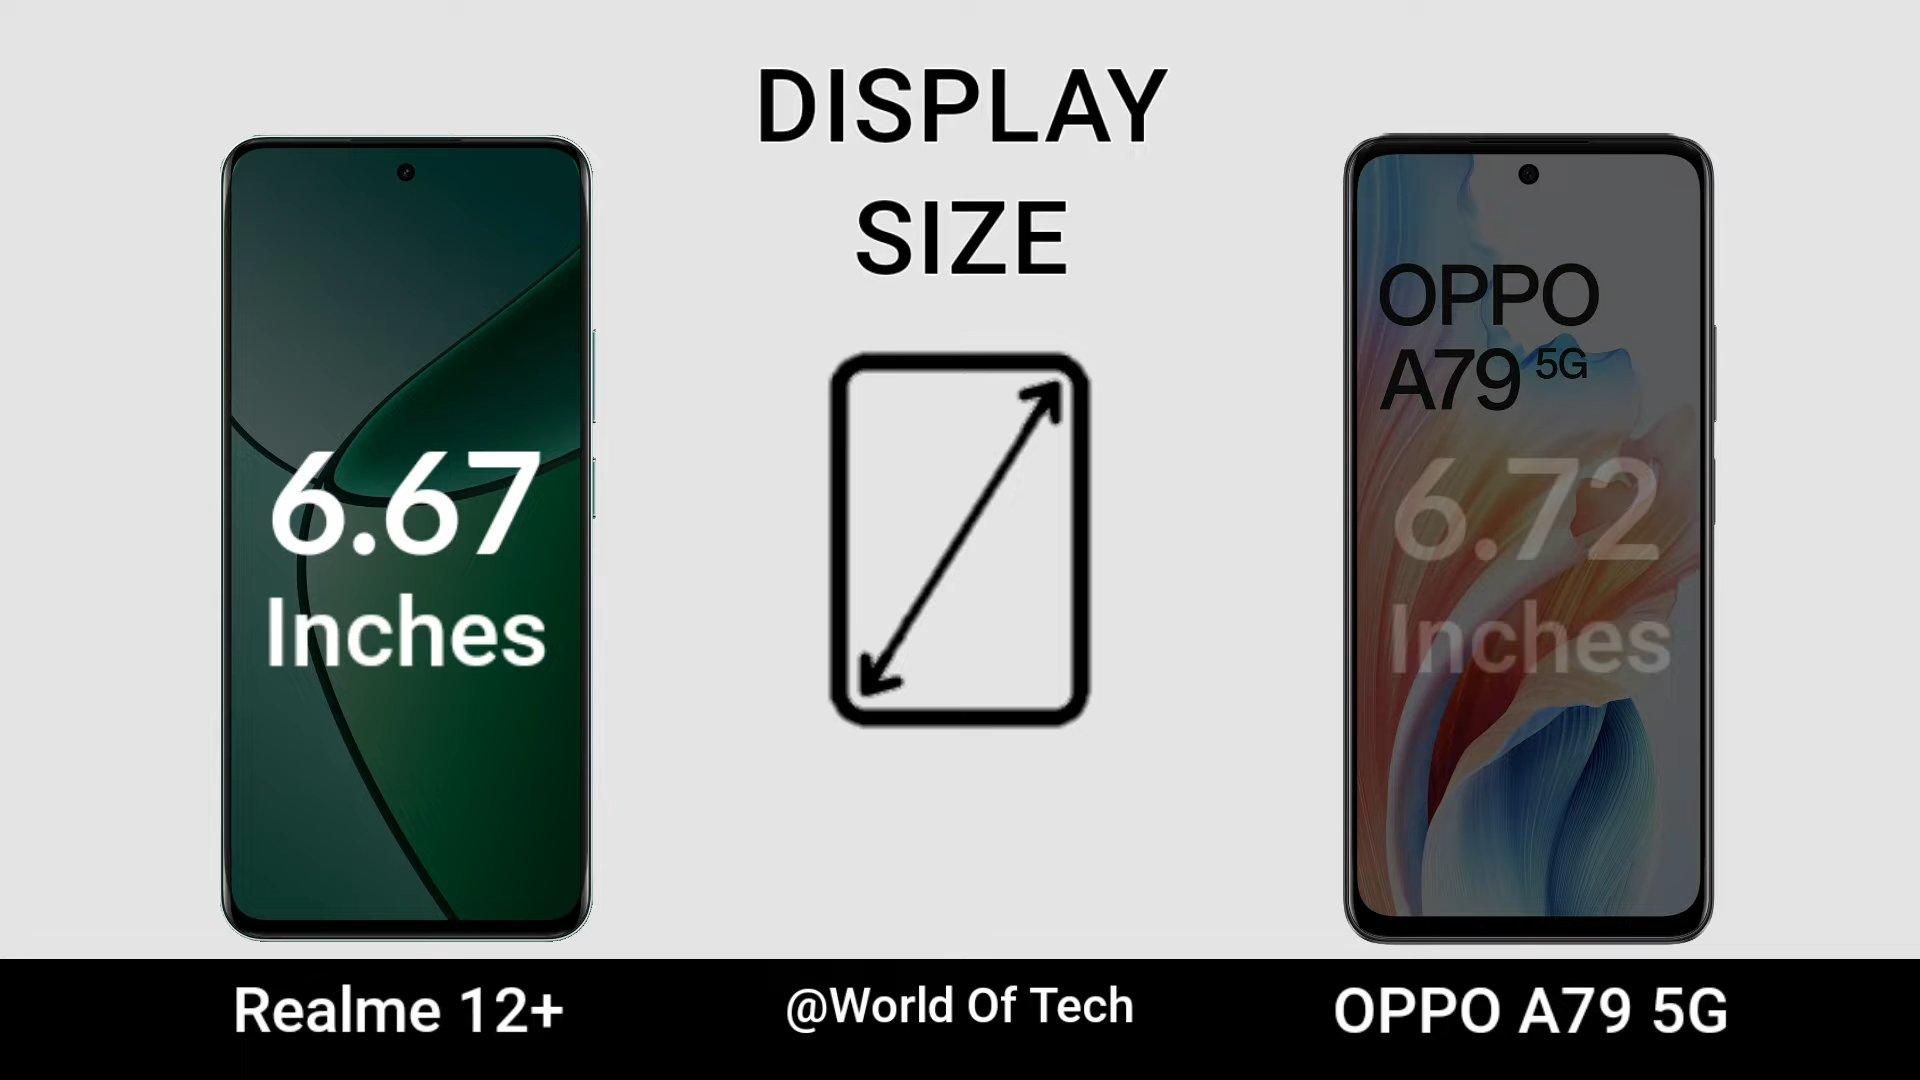 DISPLAY
SIZE
6.67
Inches
OPPO
A79 5G
6.72
Inches
Realme 12+
@World Of Tech
OPPO A79 5G